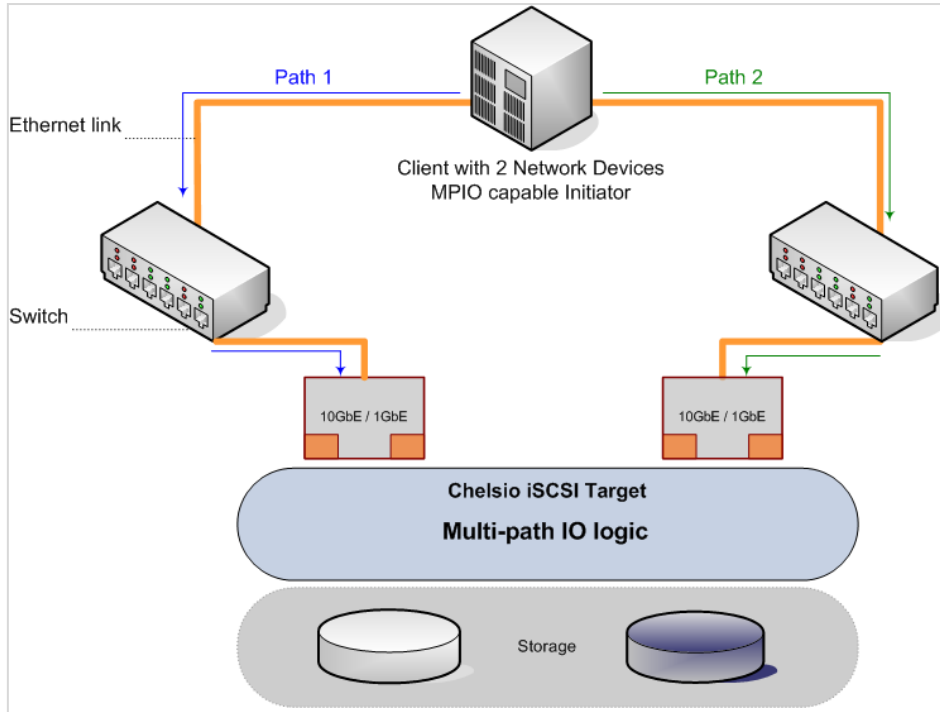 Path 1
Path 2
Ethernet link
Client with 2 Network Devices
MPIO capable Initiator
Switch
10GbE / 1GbE
10GbE / 1GbE
Chelsio iSCSI Target
Multi-path IO logic
Storage